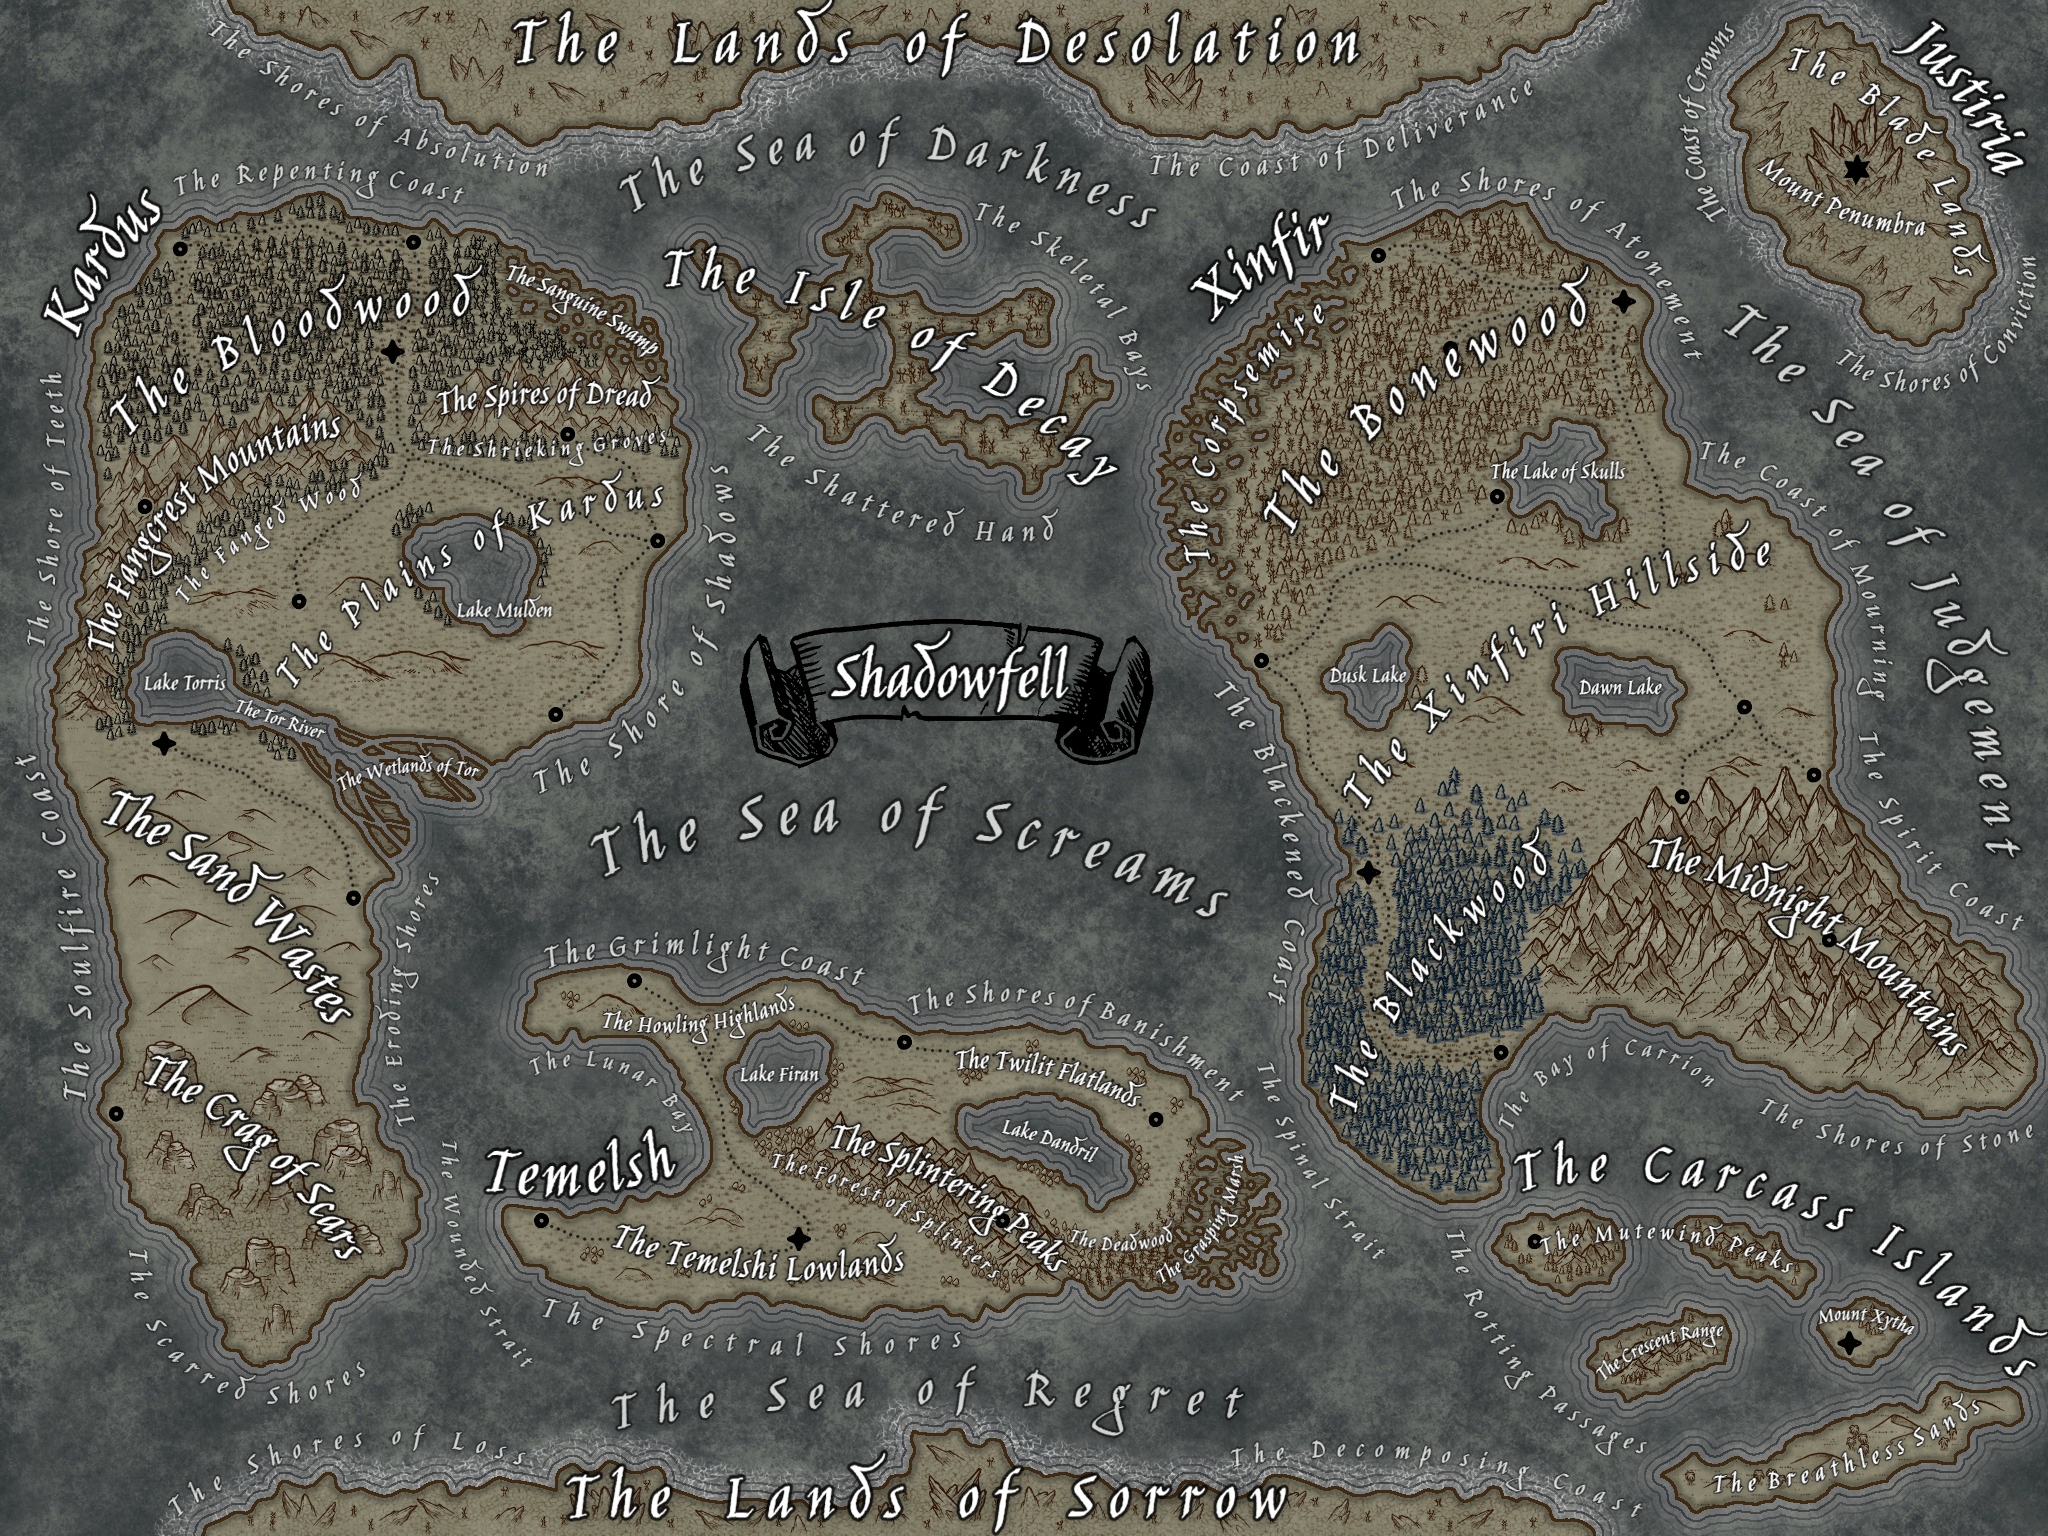 The Lands of Desolation
The Shores of Absolution
The Sea of Darkness
The Coast of Deliverance
Justiria
The Coast of Crowns
The Blade Lands
Mount Penumbra
The Shores of Conviction
Kardus
The Repenting Coast
The Bloodwood
The Sanguine Swamp
The Spires of Dread
The Shrieking Groves
The Fangcrest Mountains
The Fanged Wood
The Plains of Kardus
Lake Mulden
Lake Torris
The Tor River
The Wetlands of Tor
The Shore of Teeth
The Shore of Shadows
The Sand Wastes
The Soulfire Coast
The Eroding Shores
The Crag of Scars
The Scarred Shores
The Wounded Strait
The Isle of Decay
The Skeletal Bays
The Shattered Hand
Shadowfell
The Sea of Screams
Xinfir
The Shores of Atonement
The Corpsemire
The Bonewood
The Lake of Skulls
The Sea of Judgement
The Coast of Mourning
The Xinfiri Hillside
Dusk Lake
Dawn Lake
The Blackened Coast
The Spirit Coast
The Blackwood
The Midnight Mountains
The Bay of Carrion
The Shores of Stone
The Spinal Strait
The Grimlight Coast
The Howling Highlands
The Shores of Banishment
The Lunar Bay
Lake Firan
The Twilit Flatlands
Lake Dandril
Temelsh
The Splintering Peaks
The Forest of Splinters
The Deadwood
The Grasping Marsh
The Temelshi Lowlands
The Spectral Shores
The Carcass Islands
The Mutewind Peaks
Mount Xytha
The Crescent Range
The Rotting Passages
The Breathless Sands
The Sea of Regret
The Shores of Loss
The Decomposing Coast
The Lands of Sorrow